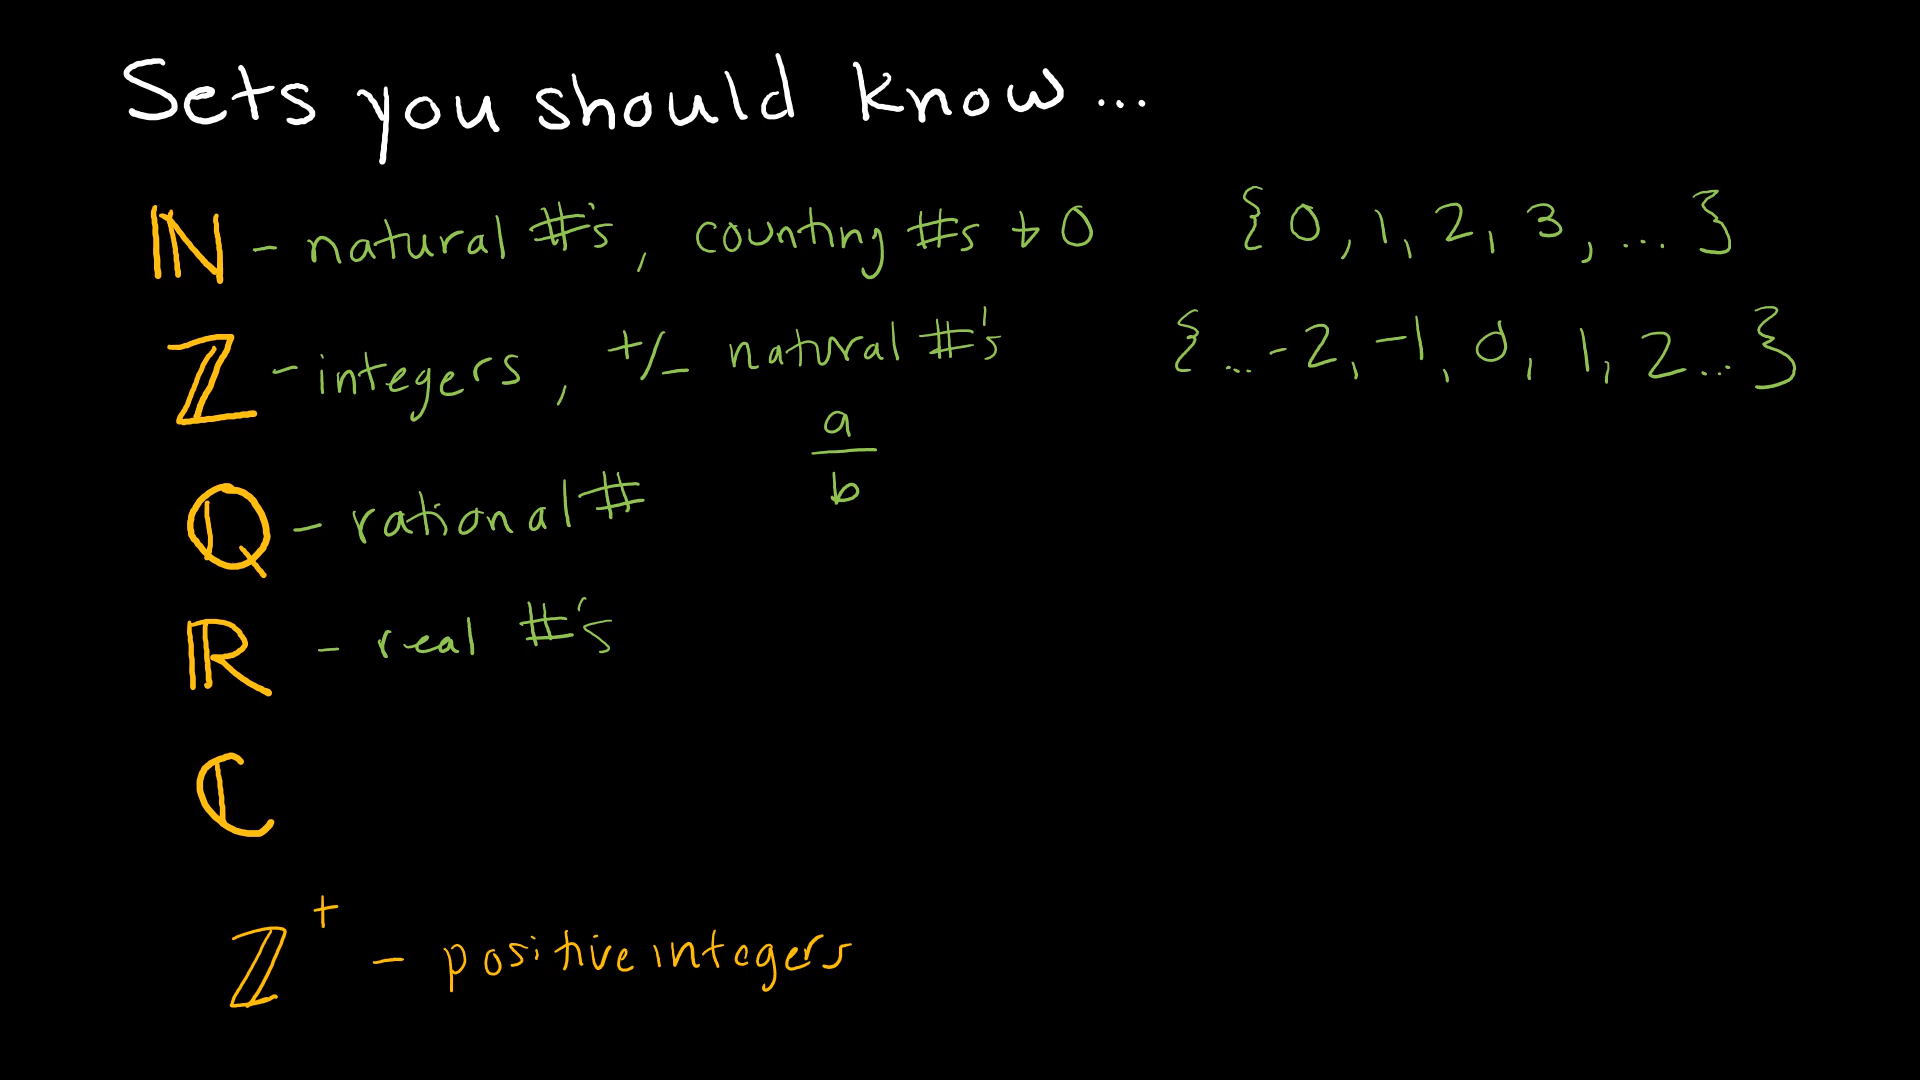 Sets you should know...
ℕ - natural #'s, counting #s + 0 {0, 1, 2, 3, ... }
ℤ - integers, +/- natural #'s {... -2, -1, 0, 1, 2... }
ℚ - rational # a/b
ℝ - real #'s
ℂ
ℤ⁺ - positive integers